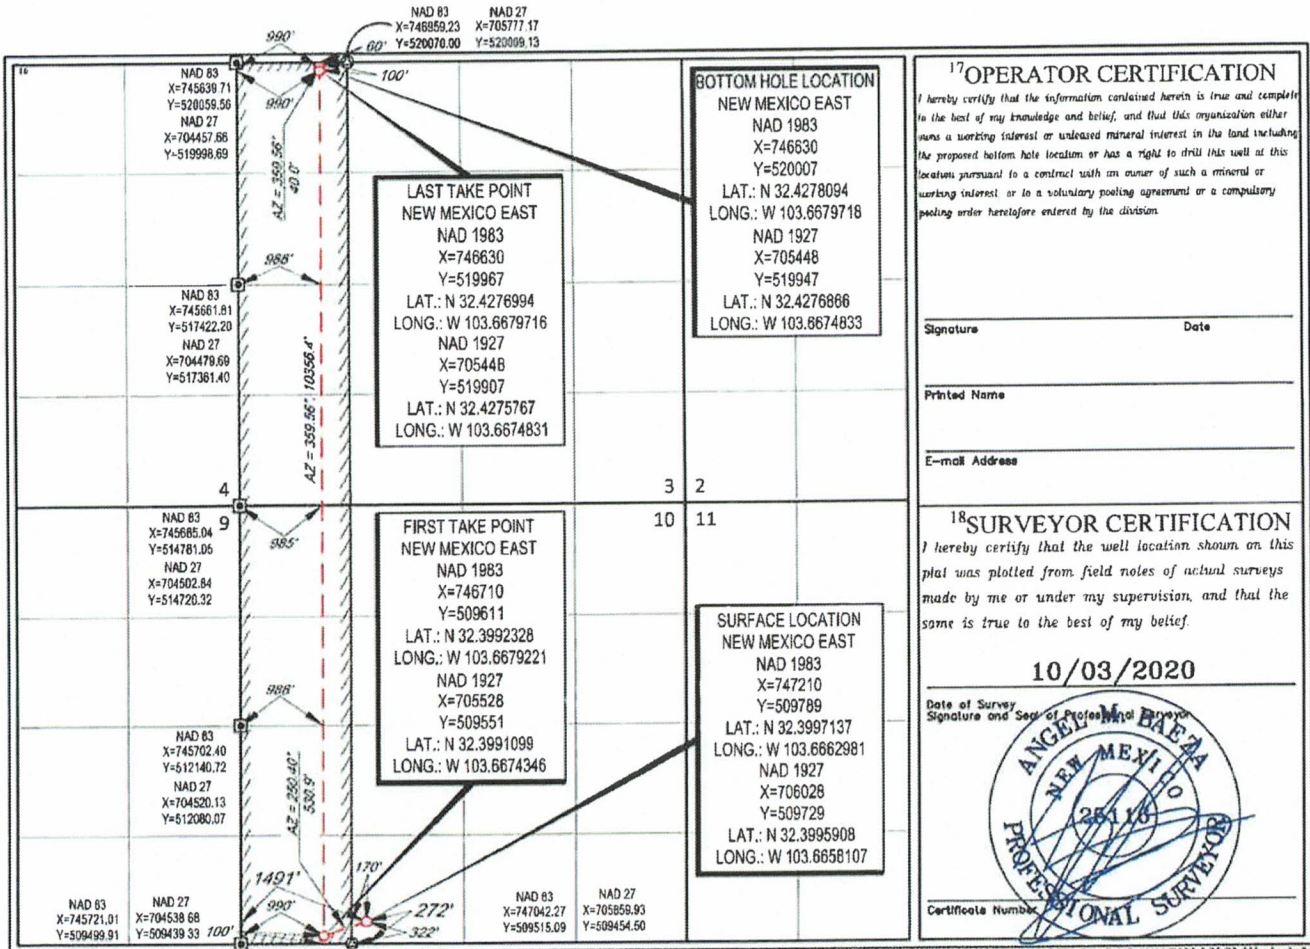 NAD 83 NAD 27
X=746959.23 X=705777.17
Y=520070.00 Y=520009.13
990'
60'
100'
16
NAD 83
X=745639.71
Y=520059.56
NAD 27
X=704457.66
Y=519998.69
990'
AZ = 359.56°
40.0'
988'
NAD 83
X=745661.81
Y=517422.20
NAD 27
X=704479.69
Y=517361.40
AZ = 359.56°, 10356.4'
LAST TAKE POINT
NEW MEXICO EAST
NAD 1983
X=746630
Y=519967
LAT.: N 32.4276994
LONG.: W 103.6679716
NAD 1927
X=705448
Y=519907
LAT.: N 32.4275767
LONG.: W 103.6674831
BOTTOM HOLE LOCATION
NEW MEXICO EAST
NAD 1983
X=746630
Y=520007
LAT.: N 32.4278094
LONG.: W 103.6679718
NAD 1927
X=705448
Y=519947
LAT.: N 32.4276866
LONG.: W 103.6674833
4 3 2
9 10 11
NAD 83
X=745685.04
Y=514781.05
NAD 27
X=704502.84
Y=514720.32
985'
FIRST TAKE POINT
NEW MEXICO EAST
NAD 1983
X=746710
Y=509611
LAT.: N 32.3992328
LONG.: W 103.6679221
NAD 1927
X=705528
Y=509551
LAT.: N 32.3991099
LONG.: W 103.6674346
SURFACE LOCATION
NEW MEXICO EAST
NAD 1983
X=747210
Y=509789
LAT.: N 32.3997137
LONG.: W 103.6662981
NAD 1927
X=706028
Y=509729
LAT.: N 32.3995908
LONG.: W 103.6658107
988'
NAD 83
X=745702.40
Y=512140.72
NAD 27
X=704520.13
Y=512080.07
AZ = 250.40°
530.9'
1491'
170'
990'
272'
322'
100'
NAD 83 NAD 27
X=745721.01 X=704538.68
Y=509499.91 Y=509439.33
NAD 83 NAD 27
X=747042.27 X=705859.93
Y=509515.09 Y=509454.50
17 OPERATOR CERTIFICATION
I hereby certify that the information contained herein is true and complete
to the best of my knowledge and belief, and that this organization either
owns a working interest or unleased mineral interest in the land including
the proposed bottom hole location or has a right to drill this well at this
location pursuant to a contract with an owner of such a mineral or
working interest, or to a voluntary pooling agreement or a compulsory
pooling order heretofore entered by the division.
Signature Date
Printed Name
E-mail Address
18 SURVEYOR CERTIFICATION
I hereby certify that the well location shown on this
plat was plotted from field notes of actual surveys
made by me or under my supervision, and that the
same is true to the best of my belief.
10/03/2020
Date of Survey
Signature and Seal of Professional Surveyor
ANGEL M. BAEZA
NEW MEXICO
PROFESSIONAL SURVEYOR
Certificate Number